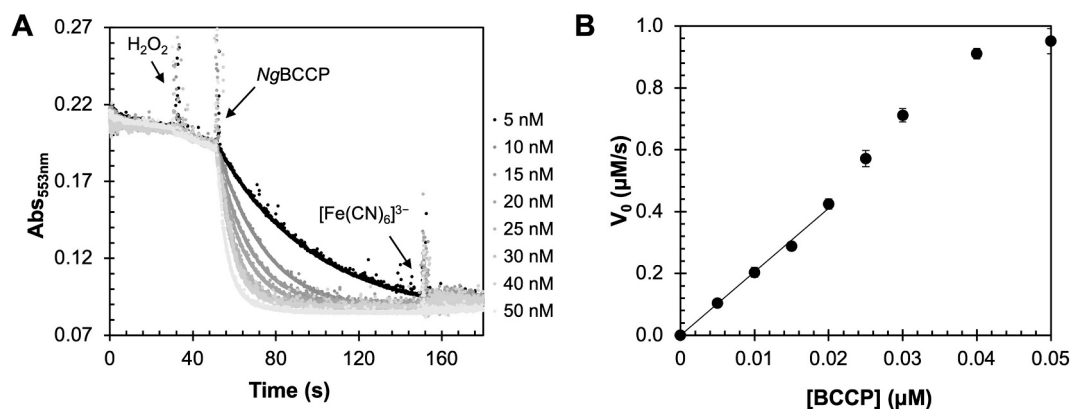 A
H₂O₂
NgBCCP
[Fe(CN)₆]³⁻
0.27
0.22
0.17
0.12
0.07
Abs₅₅₃ₙₘ
0
40
80
120
160
Time (s)
5 nM
10 nM
15 nM
20 nM
25 nM
30 nM
40 nM
50 nM
B
1.0
0.8
0.6
0.4
0.2
0.0
V₀ (µM/s)
0
0.01
0.02
0.03
0.04
0.05
[BCCP] (µM)